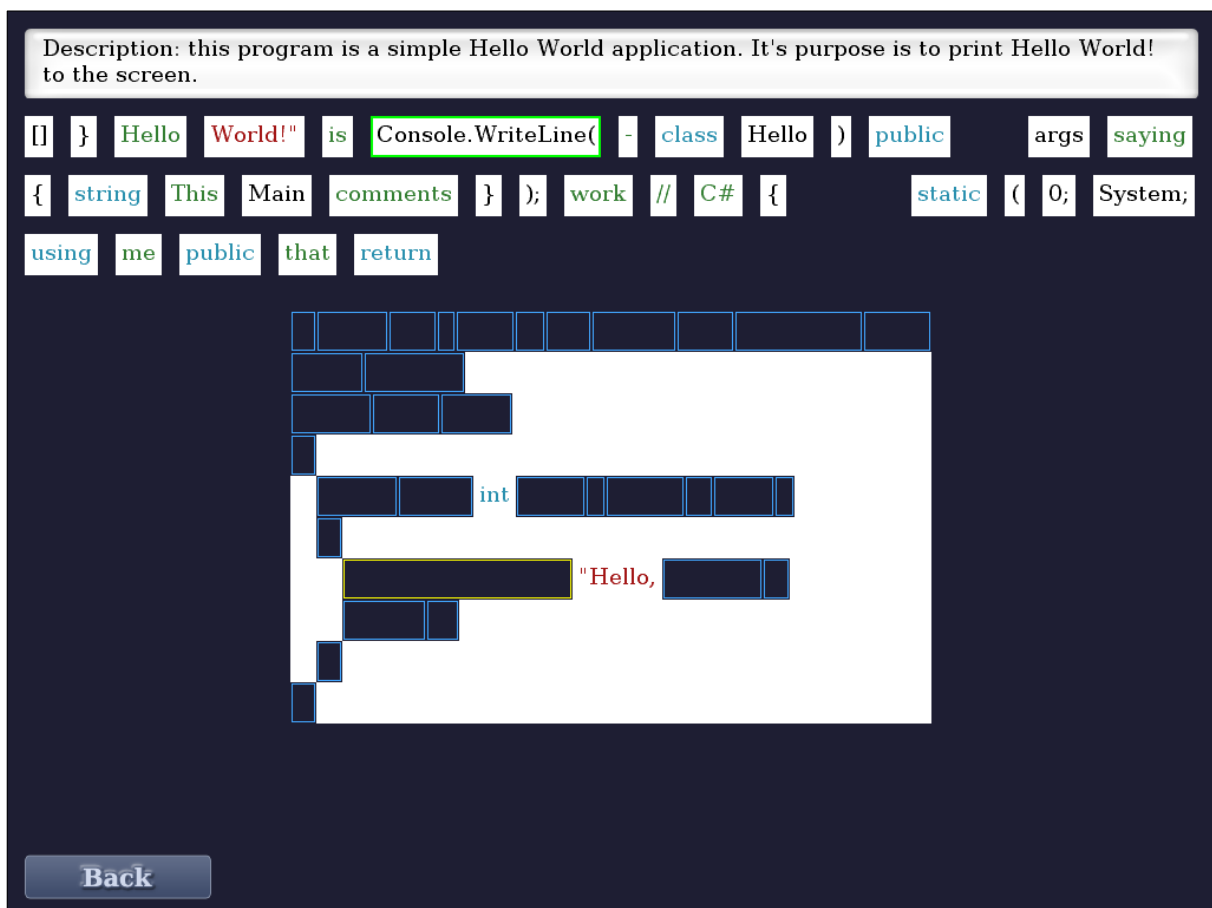 Description: this program is a simple Hello World application. It's purpose is to print Hello World!
to the screen.
[] } Hello World!" is Console.WriteLine( - class Hello ) public args saying
{ string This Main comments } ); work // C# { static ( 0; System;
using me public that return
int
"Hello,
Back